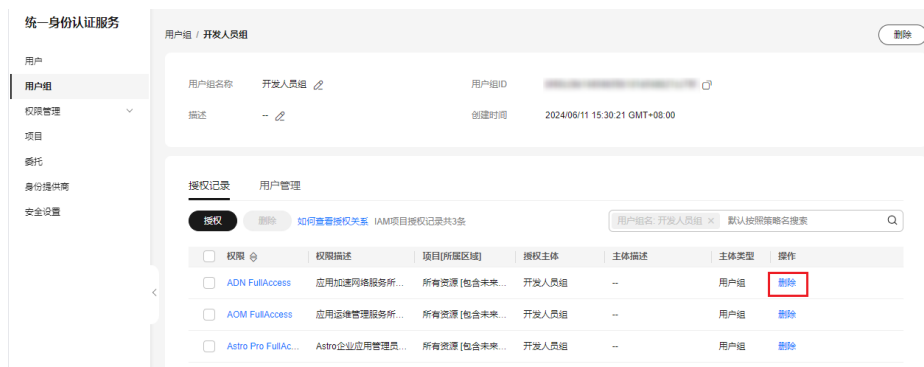 统一身份认证服务
用户
用户组
权限管理
项目
委托
身份提供商
安全设置
用户组 / 开发人员组
删除
用户组名称 开发人员组 用户组ID
描述 -- 创建时间 2024/06/11 15:30:21 GMT+08:00
授权记录 用户管理
授权 删除 如何查看授权关系 IAM项目授权记录共3条 用户组名: 开发人员组 × 默认按照策略名搜索
权限 权限描述 项目[所属区域] 授权主体 主体描述 主体类型 操作
ADN FullAccess 应用加速网络服务所... 所有资源 [包含未来... 开发人员组 -- 用户组 删除
AOM FullAccess 应用运维管理服务所... 所有资源 [包含未来... 开发人员组 -- 用户组 删除
Astro Pro FullAc... Astro企业应用管理员... 所有资源 [包含未来... 开发人员组 -- 用户组 删除